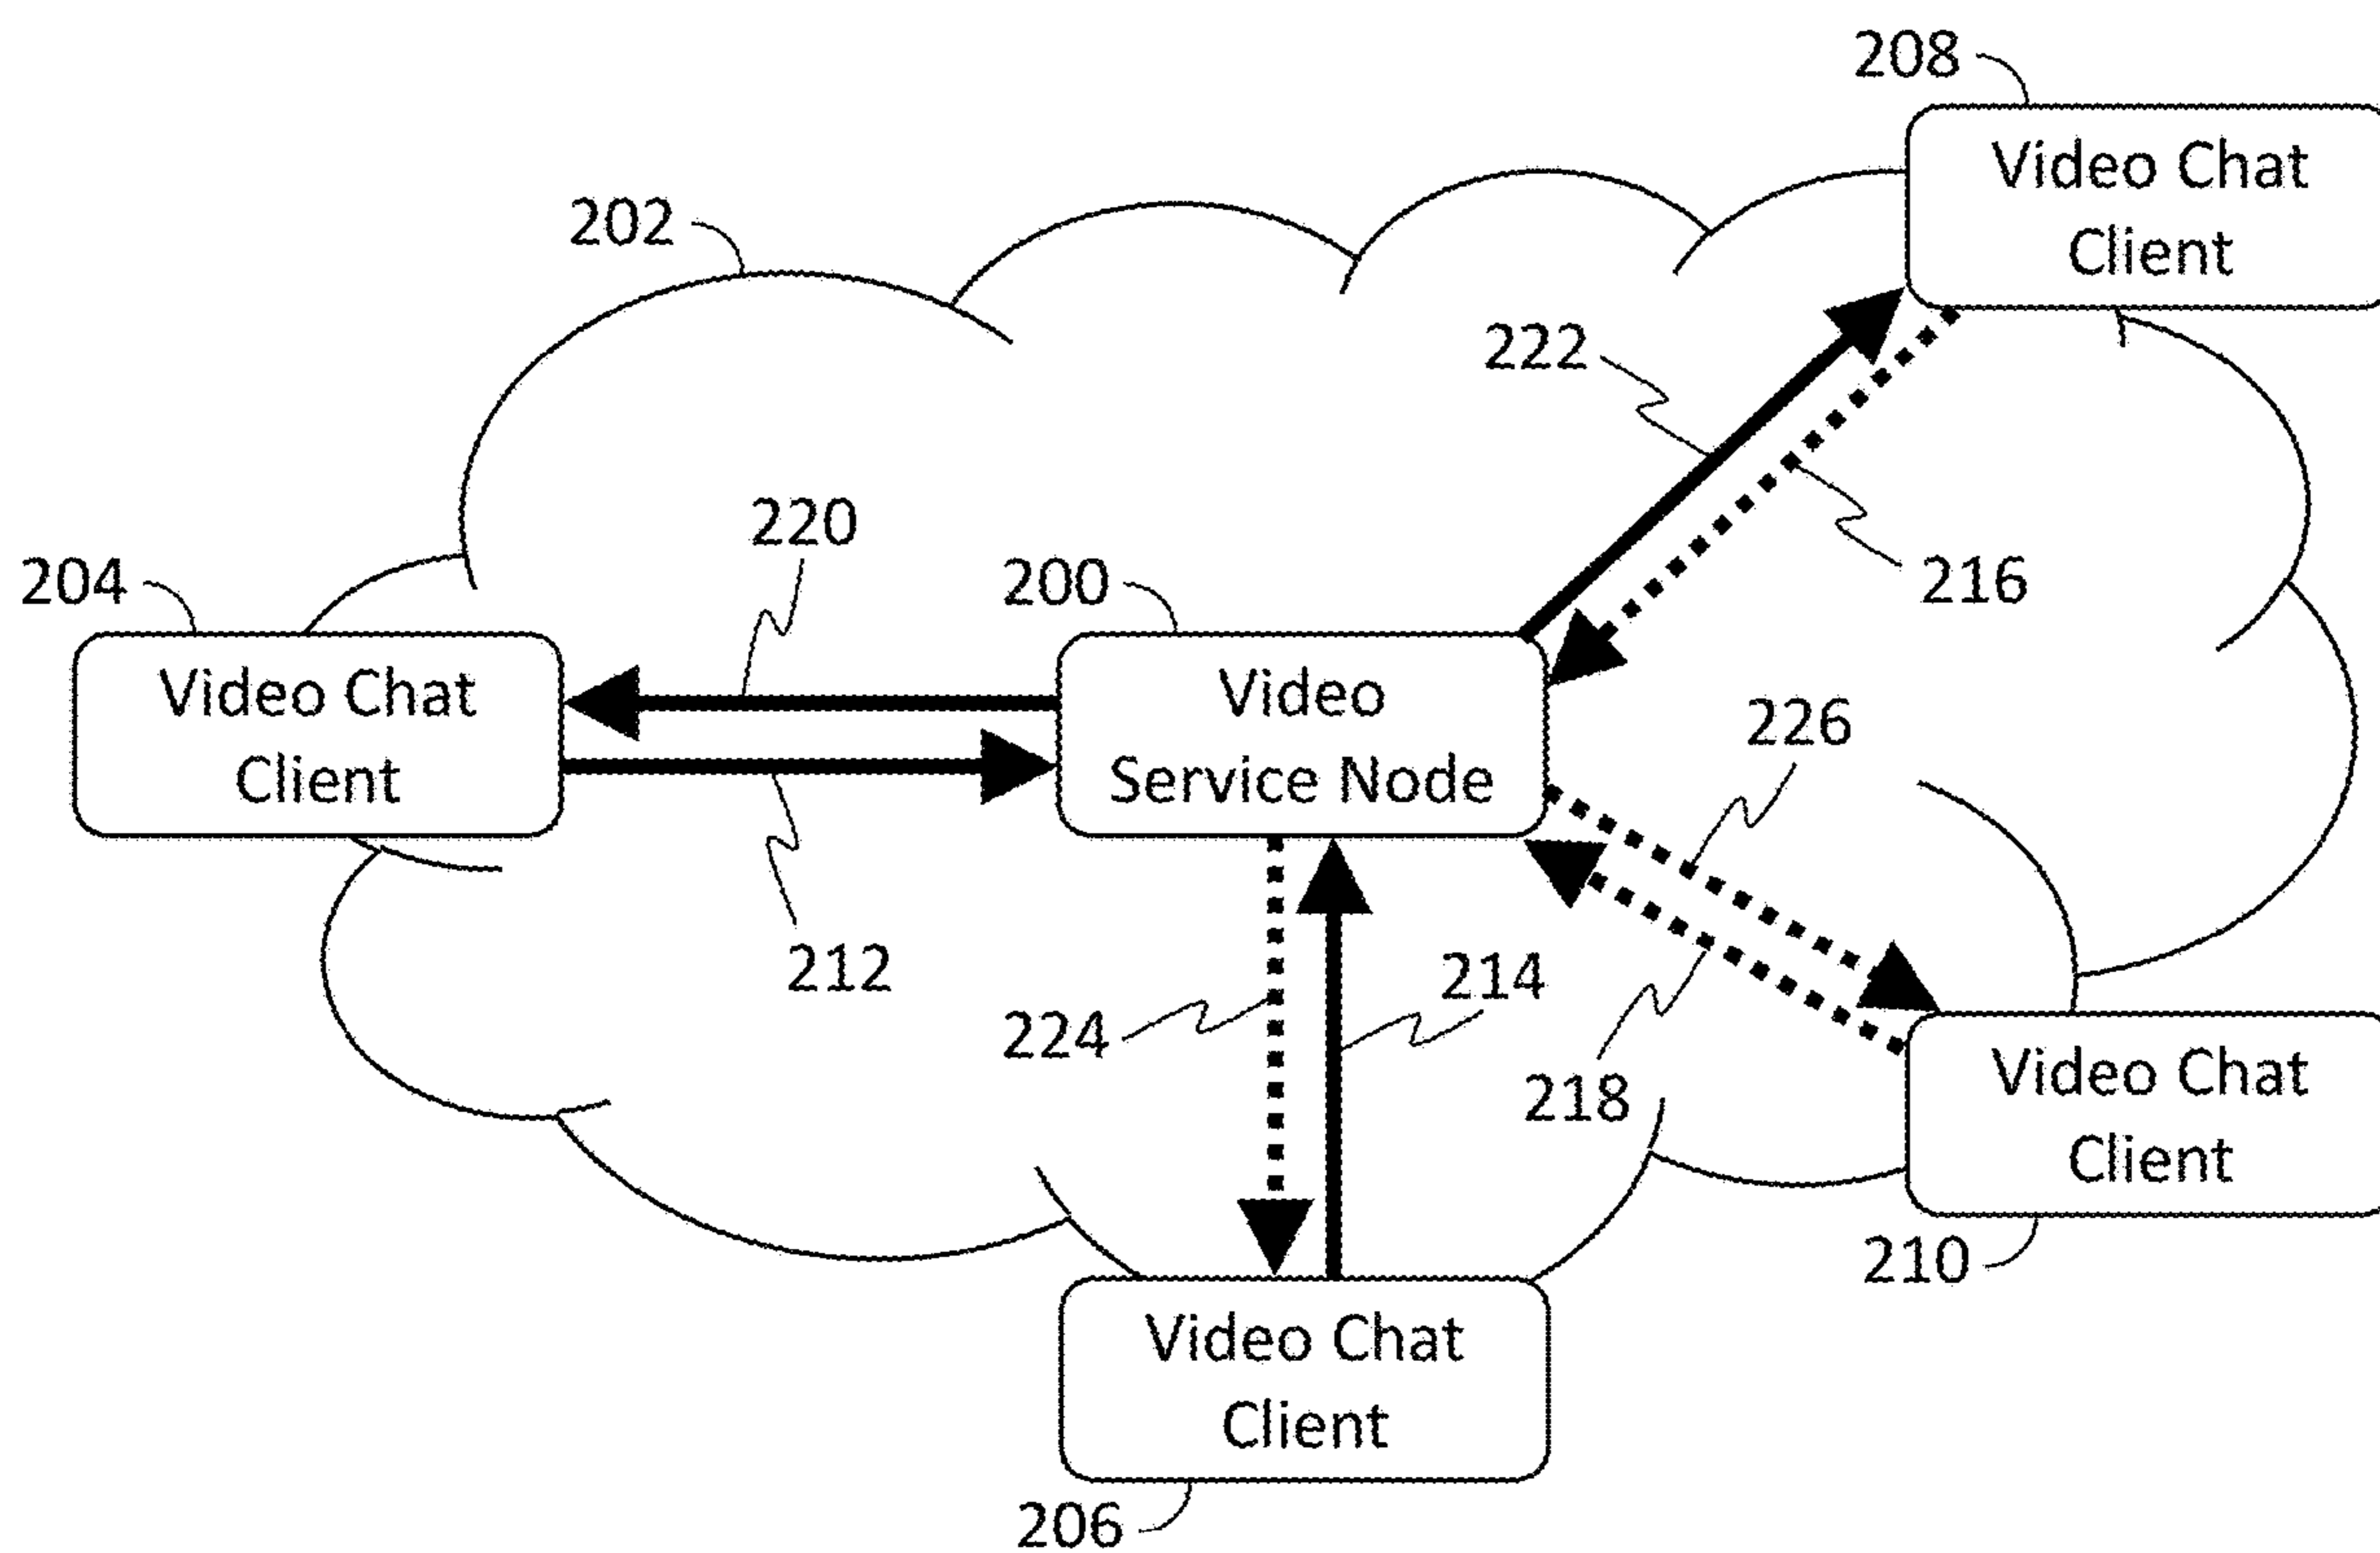 208
Video Chat
Client
202
222
220
216
204
200
Video Chat
Client
Video
Service Node
226
212
214
224
218
Video Chat
Client
210
Video Chat
Client
206